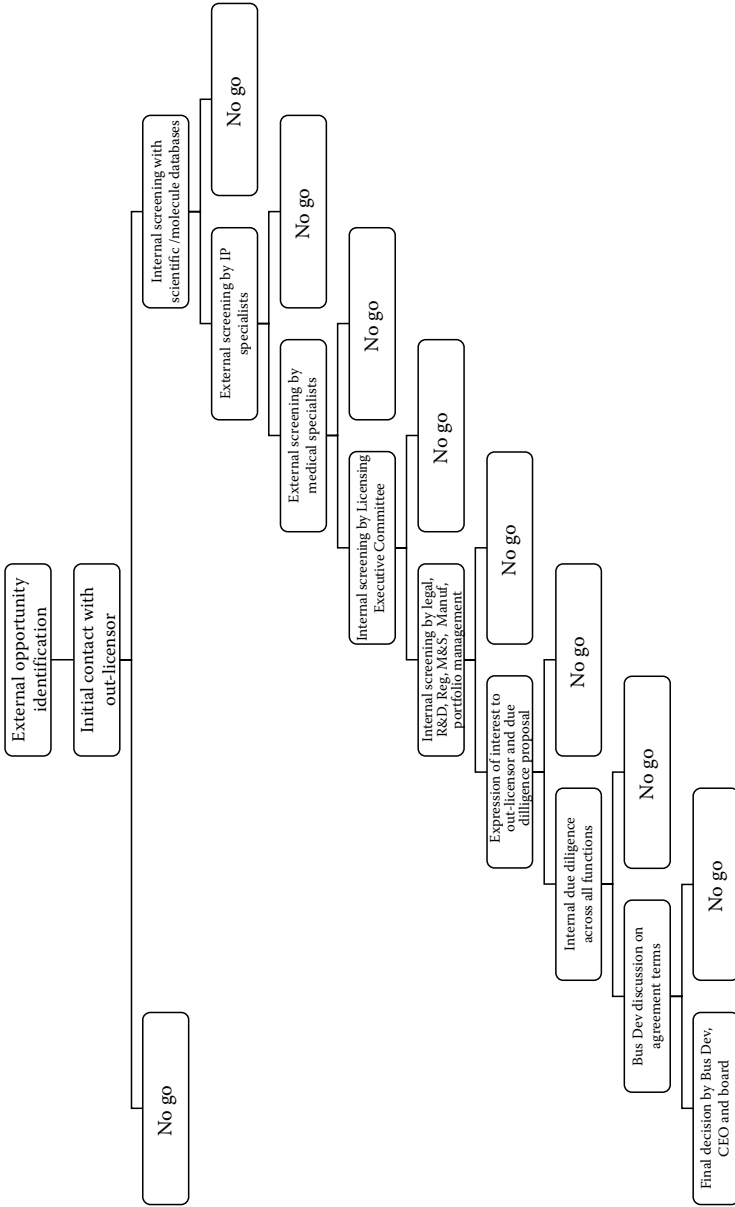 External opportunity
identification
Initial contact with
out-licensor
No go
Internal screening with
scientific /molecule databases
External screening by IP
specialists
No go
External screening by
medical specialists
No go
Internal screening by Licensing
Executive Committee
No go
Internal screening by legal,
R&D, Reg, M&S, Manuf,
portfolio management
No go
Expression of interest to
out-licensor and due
dilligence proposal
No go
Internal due diligence
across all functions
No go
Bus Dev discussion on
agreement terms
No go
Final decision by Bus Dev,
CEO and board
No go